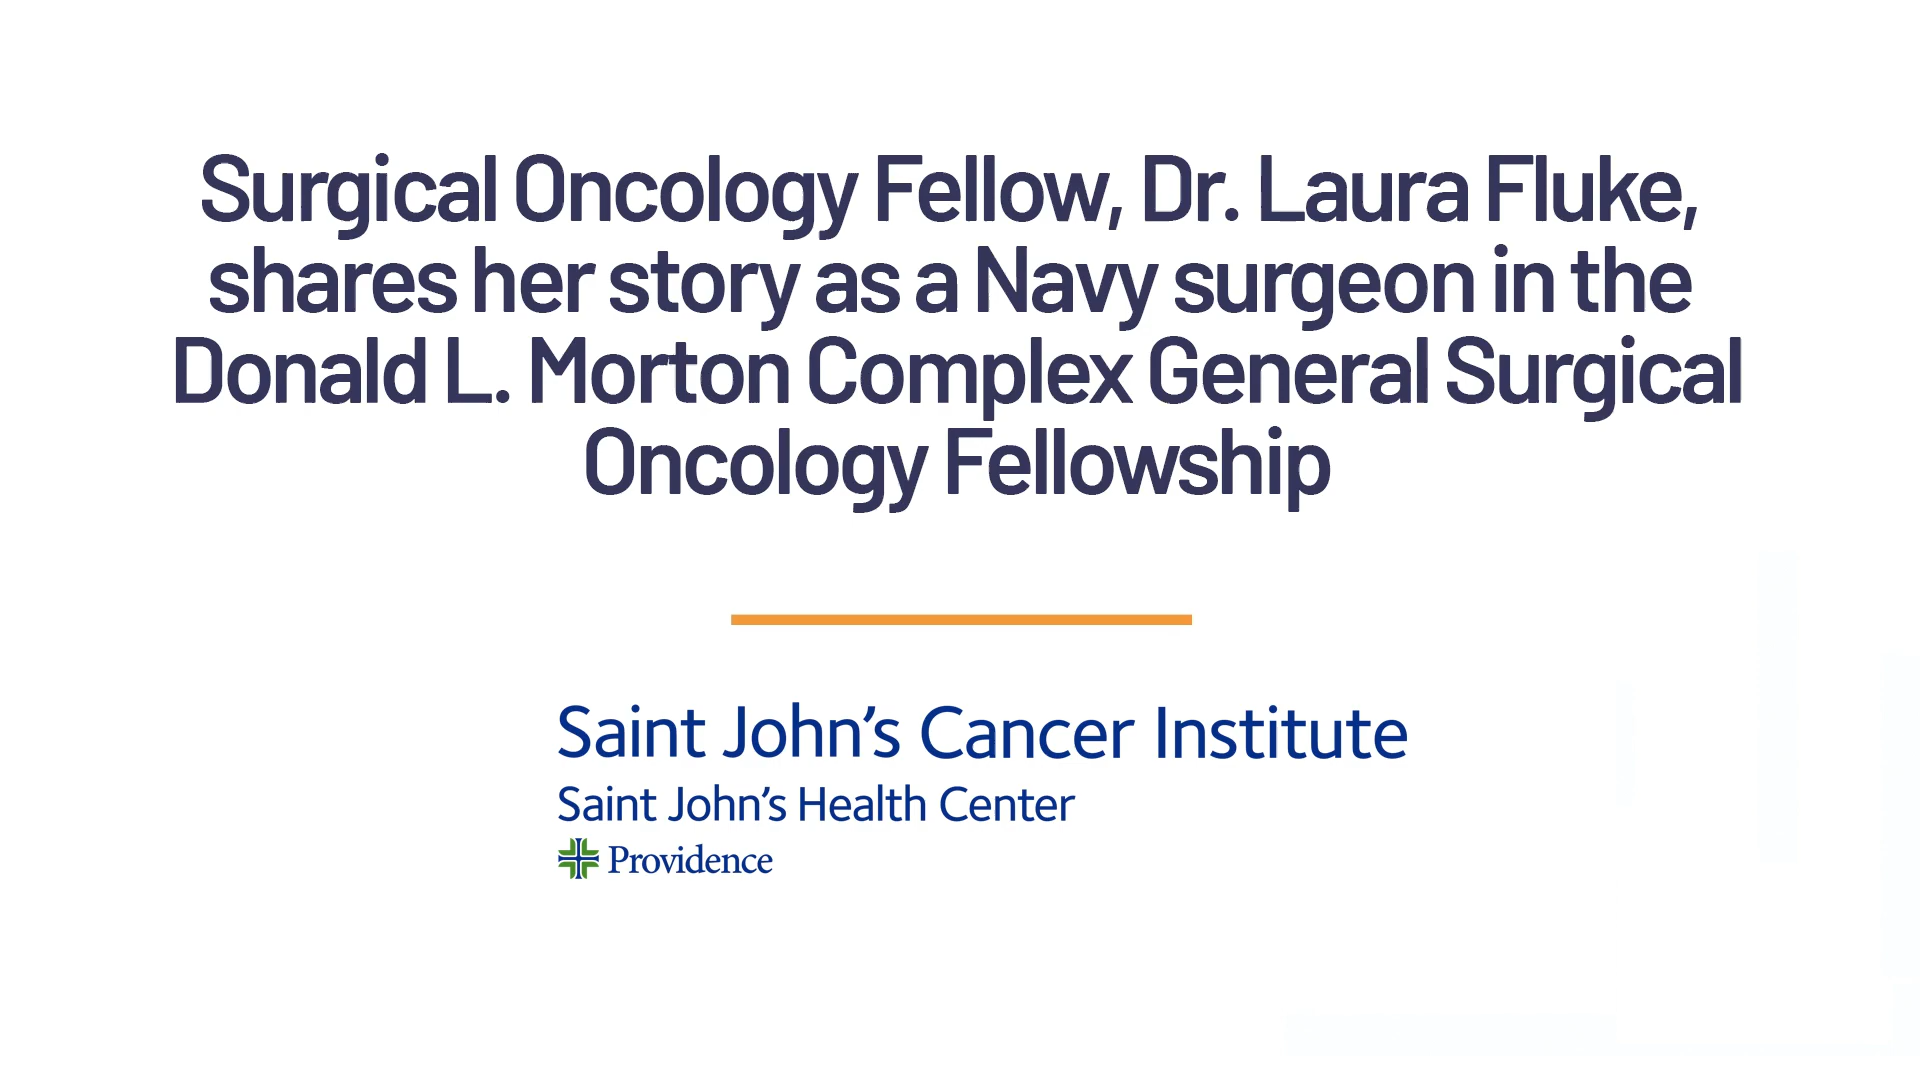 Surgical Oncology Fellow, Dr. Laura Fluke,
shares her story as a Navy surgeon in the
Donald L. Morton Complex General Surgical
Oncology Fellowship
Saint John’s Cancer Institute
Saint John’s Health Center
Providence